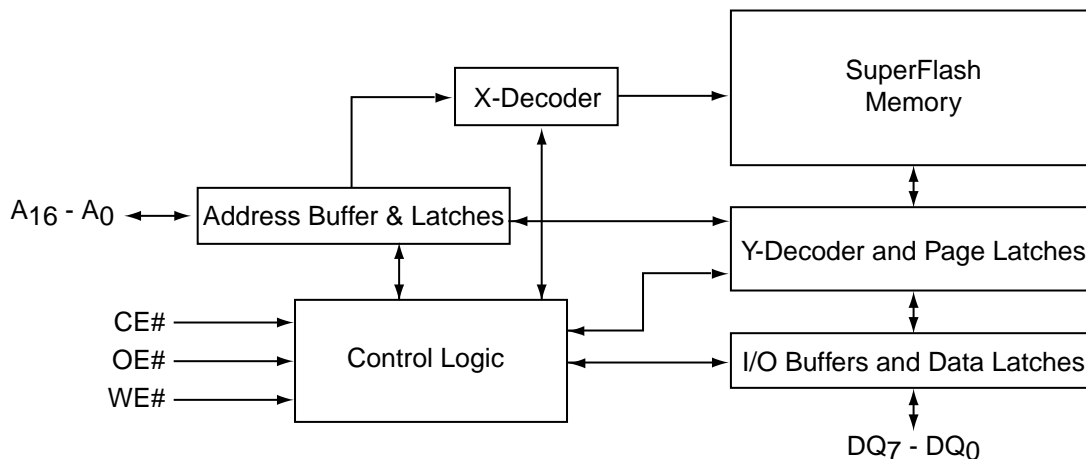 SuperFlash
Memory
X-Decoder
A16 - A0
Address Buffer & Latches
Y-Decoder and Page Latches
CE#
OE#
WE#
Control Logic
I/O Buffers and Data Latches
DQ7 - DQ0